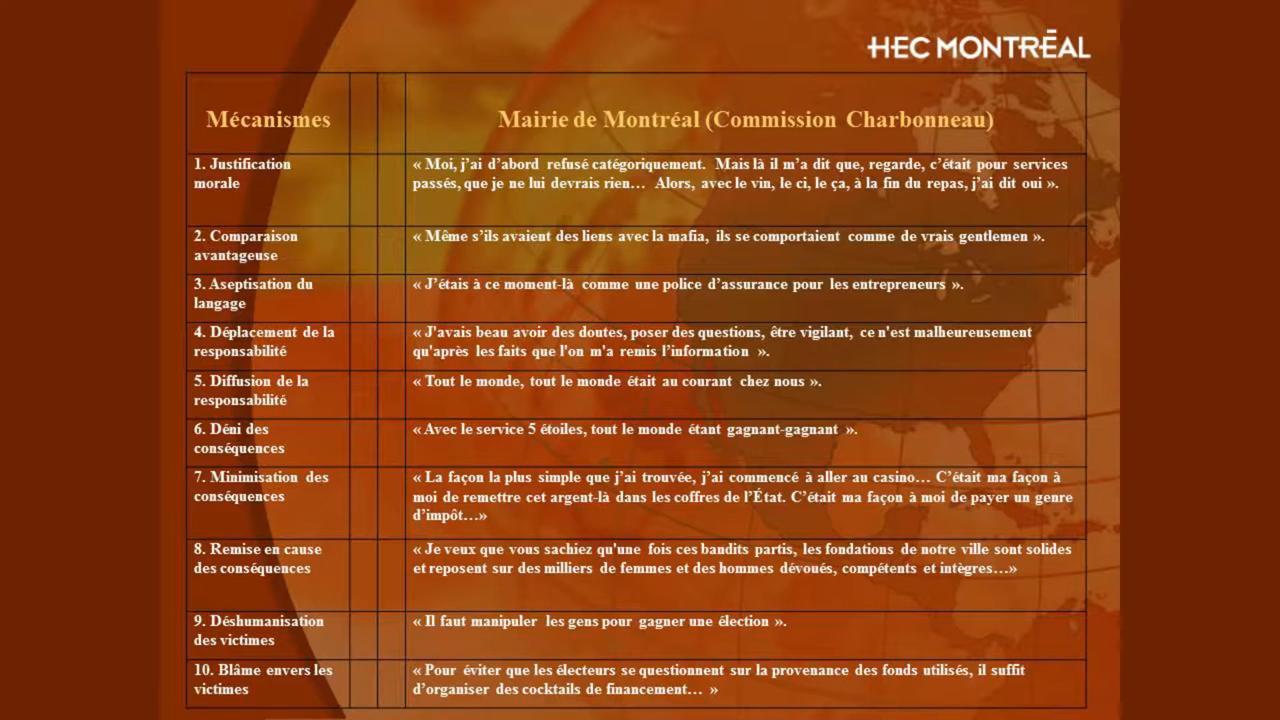 HEC MONTRĒAL
Mécanismes
Mairie de Montréal (Commission Charbonneau)
1. Justification
morale
« Moi, j’ai d’abord refusé catégoriquement. Mais là il m’a dit que, regarde, c’était pour services
passés, que je ne lui devrais rien… Alors, avec le vin, le ci, le ça, à la fin du repas, j’ai dit oui ».
2. Comparaison
avantageuse
« Même s’ils avaient des liens avec la mafia, ils se comportaient comme de vrais gentlemen ».
3. Aseptisation du
langage
« J’étais à ce moment-là comme une police d’assurance pour les entrepreneurs ».
4. Déplacement de la
responsabilité
« J'avais beau avoir des doutes, poser des questions, être vigilant, ce n'est malheureusement
qu'après les faits que l'on m'a remis l’information ».
5. Diffusion de la
responsabilité
« Tout le monde, tout le monde était au courant chez nous ».
6. Déni des
conséquences
« Avec le service 5 étoiles, tout le monde étant gagnant-gagnant ».
7. Minimisation des
conséquences
« La façon la plus simple que j’ai trouvée, j’ai commencé à aller au casino… C’était ma façon à
moi de remettre cet argent-là dans les coffres de l’État. C’était ma façon à moi de payer un genre
d’impôt…»
8. Remise en cause
des conséquences
« Je veux que vous sachiez qu'une fois ces bandits partis, les fondations de notre ville sont solides
et reposent sur des milliers de femmes et des hommes dévoués, compétents et intègres…»
9. Déshumanisation
des victimes
« Il faut manipuler les gens pour gagner une élection ».
10. Blâme envers les
victimes
« Pour éviter que les électeurs se questionnent sur la provenance des fonds utilisés, il suffit
d’organiser des cocktails de financement… »